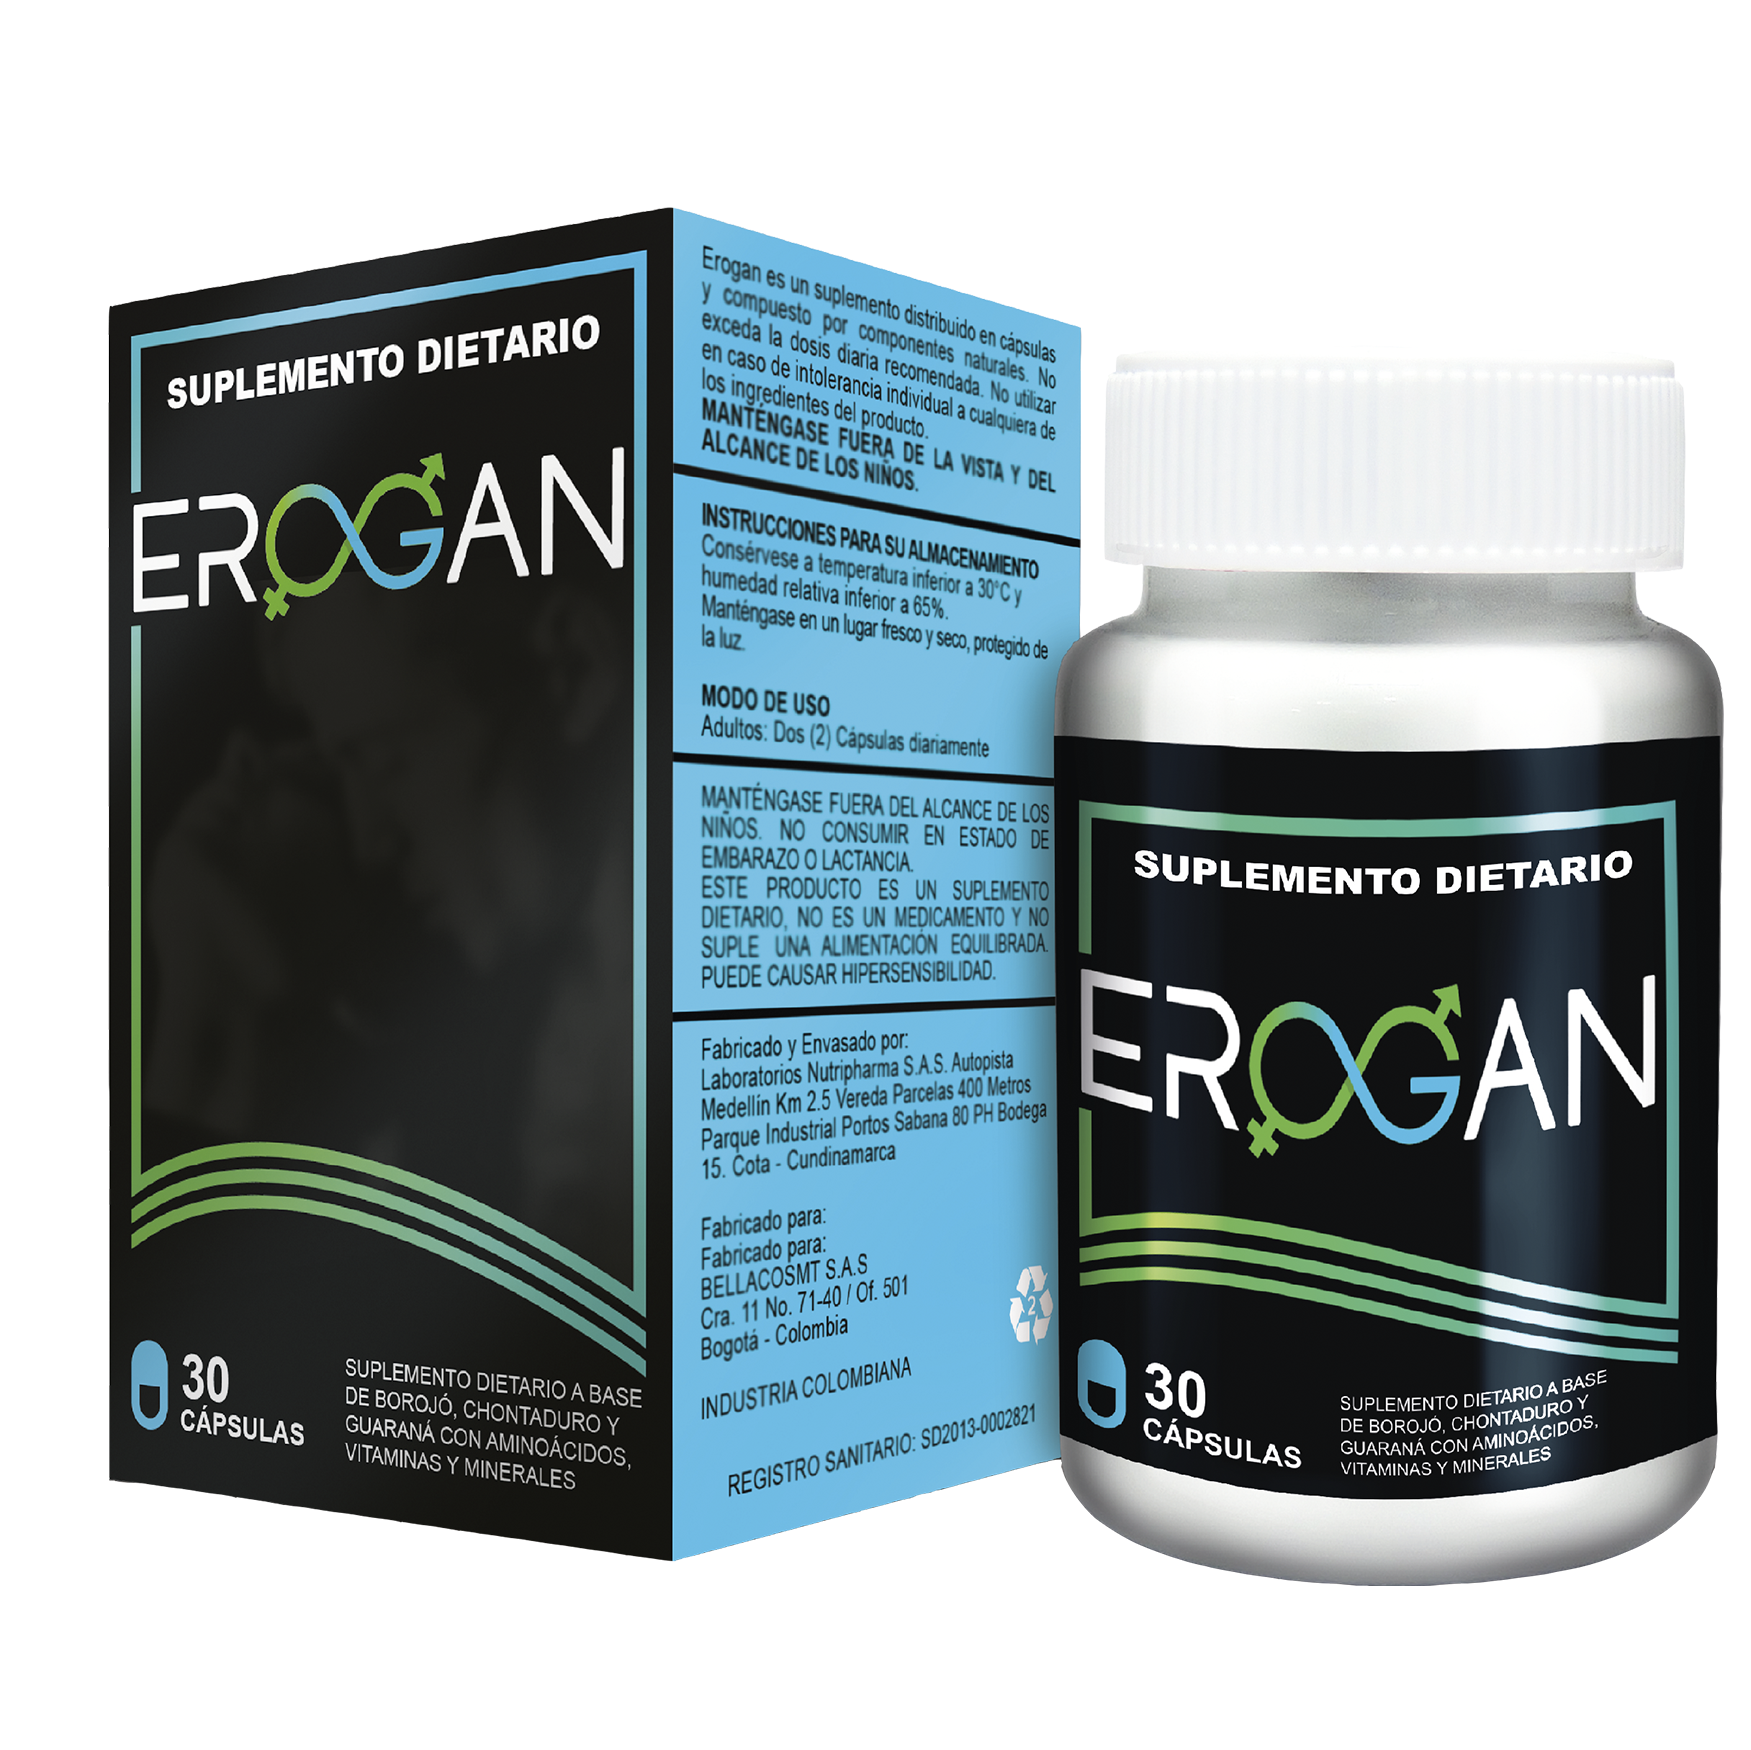 SUPLEMENTO DIETARIO
EROGAN
30
CÁPSULAS
SUPLEMENTO DIETARIO A BASE
DE BOROJÓ, CHONTADURO Y
GUARANÁ CON AMINOÁCIDOS,
VITAMINAS Y MINERALES
Erogan es un suplemento distribuido en cápsulas
y compuesto por componentes naturales. No
exceda la dosis diaria recomendada. No utilizar
en caso de intolerancia individual a cualquiera de
los ingredientes del producto.
MANTÉNGASE FUERA DE LA VISTA Y DEL
ALCANCE DE LOS NIÑOS.
INSTRUCCIONES PARA SU ALMACENAMIENTO
Consérvese a temperatura inferior a 30°C y
humedad relativa inferior a 65%.
Manténgase en un lugar fresco y seco, protegido de
la luz.
MODO DE USO
Adultos: Dos (2) Cápsulas diariamente
MANTÉNGASE FUERA DEL ALCANCE DE LOS
NIÑOS. NO CONSUMIR EN ESTADO DE
EMBARAZO O LACTANCIA.
ESTE PRODUCTO ES UN SUPLEMENTO
DIETARIO, NO ES UN MEDICAMENTO Y NO
SUPLE UNA ALIMENTACIÓN EQUILIBRADA.
PUEDE CAUSAR HIPERSENSIBILIDAD.
Fabricado y Envasado por:
Laboratorios Nutripharma S.A.S. Autopista
Medellín Km 2.5 Vereda Parcelas 400 Metros
Parque Industrial Portos Sabana 80 PH Bodega
15. Cota - Cundinamarca
Fabricado para:
Fabricado para:
BELLACOSMT S.A.S
Cra. 11 No. 71-40 / Of. 501
Bogotá - Colombia
2
INDUSTRIA COLOMBIANA
REGISTRO SANITARIO: SD2013-0002821
SUPLEMENTO DIETARIO
EROGAN
30
CÁPSULAS
SUPLEMENTO DIETARIO A BASE
DE BOROJÓ, CHONTADURO Y
GUARANÁ CON AMINOÁCIDOS,
VITAMINAS Y MINERALES